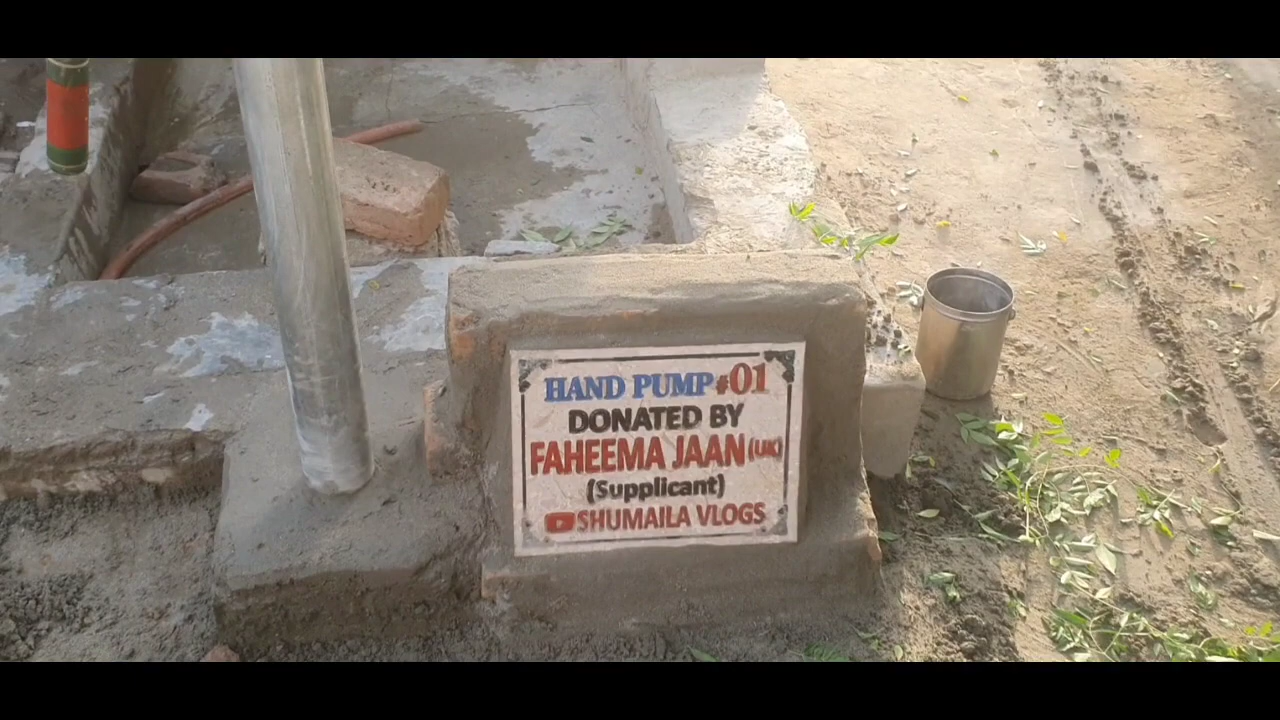 HAND PUMP #01
DONATED BY
FAHEEMA JAAN (UK)
(Supplicant)
SHUMAILA VLOGS